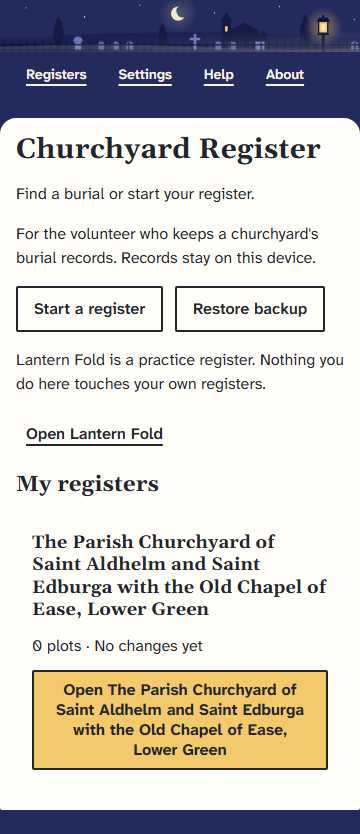 Registers Settings Help About
Churchyard Register
Find a burial or start your register.
For the volunteer who keeps a churchyard's
burial records. Records stay on this device.
Start a register Restore backup
Lantern Fold is a practice register. Nothing you
do here touches your own registers.
Open Lantern Fold
My registers
The Parish Churchyard of
Saint Aldhelm and Saint
Edburga with the Old Chapel of
Ease, Lower Green
0 plots · No changes yet
Open The Parish Churchyard of
Saint Aldhelm and Saint Edburga
with the Old Chapel of Ease,
Lower Green